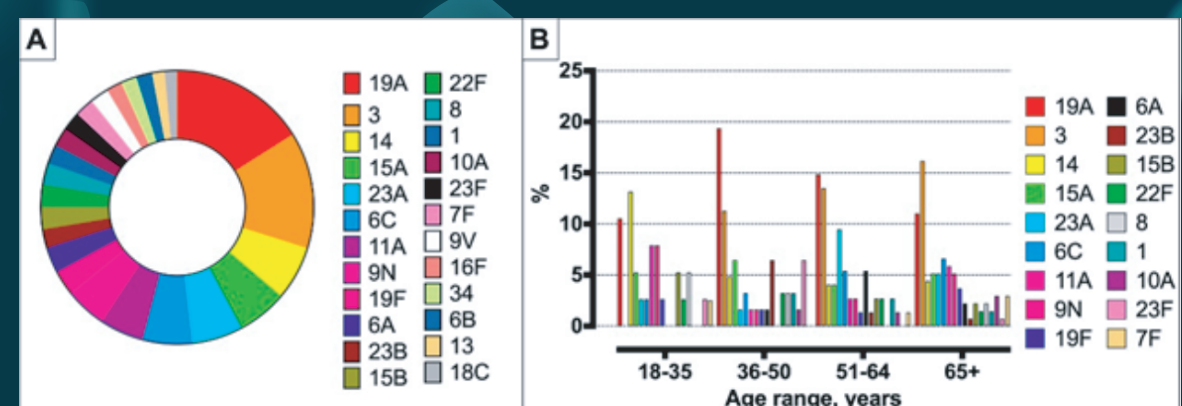 A
19A
3
14
15A
23A
6C
11A
9N
19F
6A
23B
15B
22F
8
1
10A
23F
7F
9V
16F
34
6B
13
18C
B
25
20
15
10
5
0
%
18-35
36-50
51-64
65+
Age range, years
19A
3
14
15A
23A
6C
11A
9N
19F
6A
23B
15B
22F
8
1
10A
23F
7F